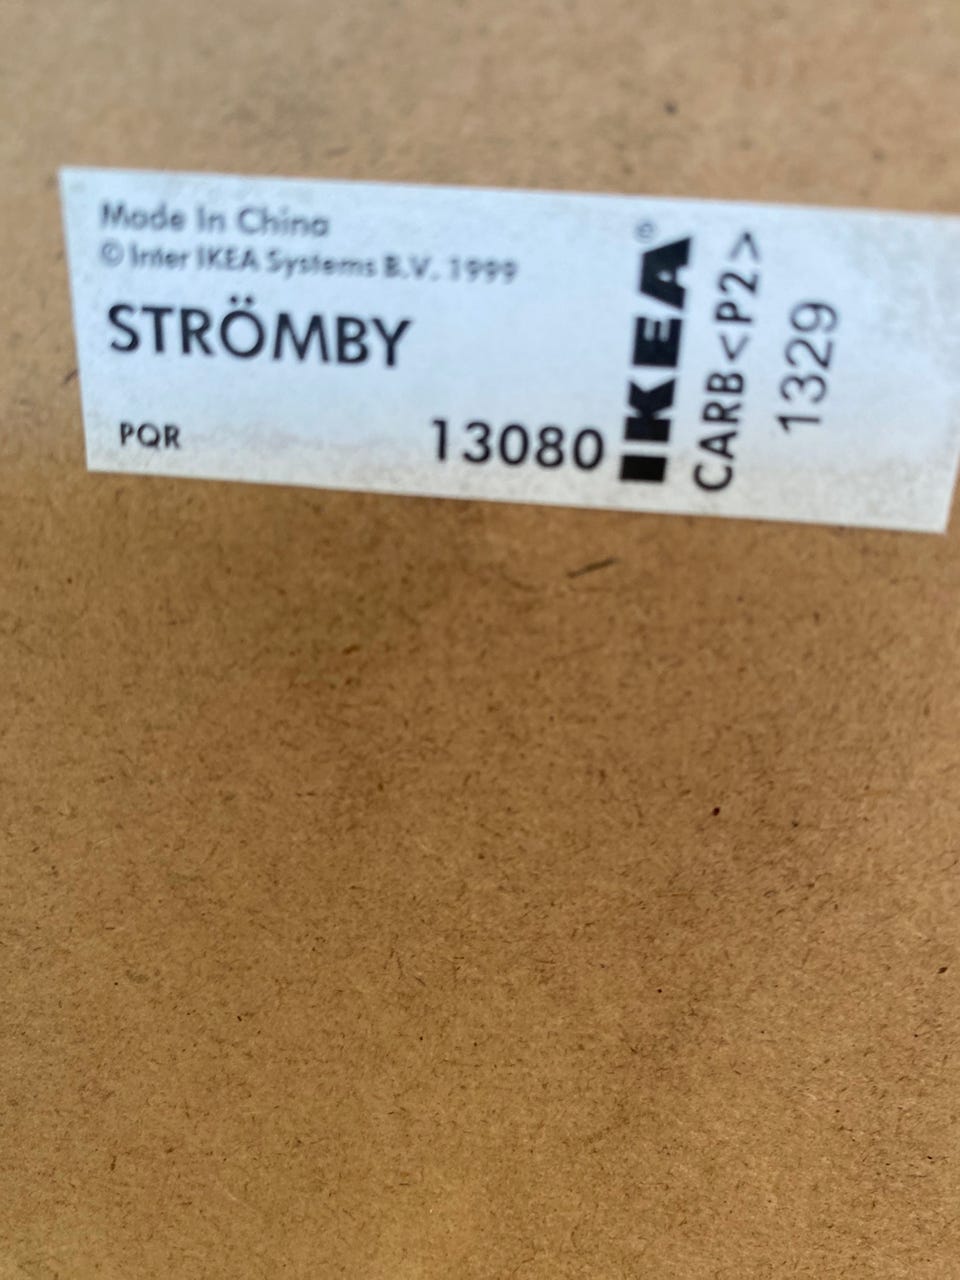 Made In China
© Inter IKEA Systems B.V. 1999
STRÖMBY
PQR
13080
IKEA®
CARB<P2>
1329